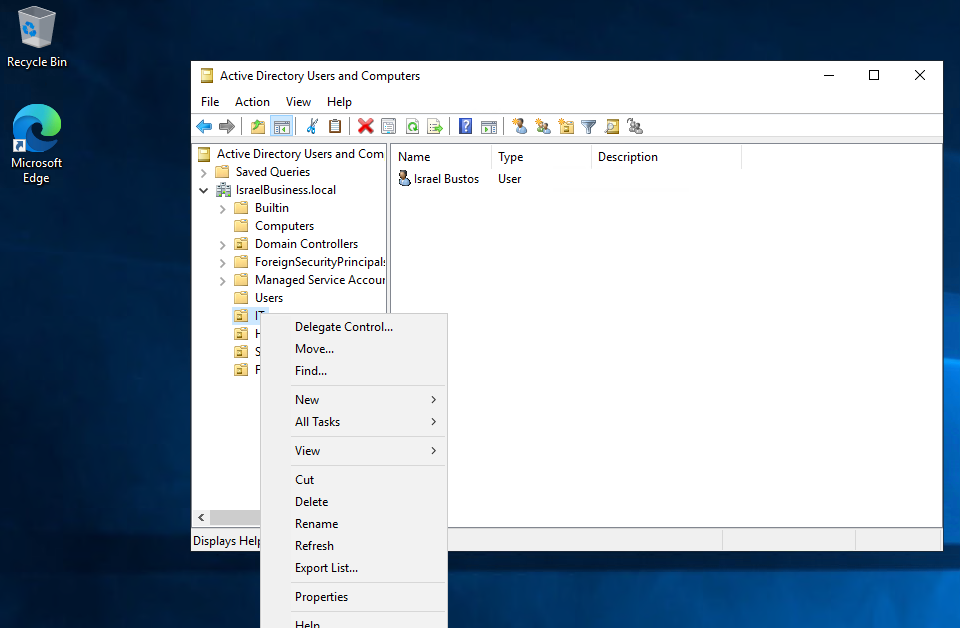 Recycle Bin
Microsoft
Edge
Active Directory Users and Computers
File Action View Help
Active Directory Users and Com
Saved Queries
IsraelBusiness.local
Builtin
Computers
Domain Controllers
ForeignSecurityPrincipals
Managed Service Accour
Users
IT
H
S
F
Name Type Description
Israel Bustos User
Delegate Control...
Move...
Find...
New
All Tasks
View
Cut
Delete
Rename
Refresh
Export List...
Properties
Help
Displays Help